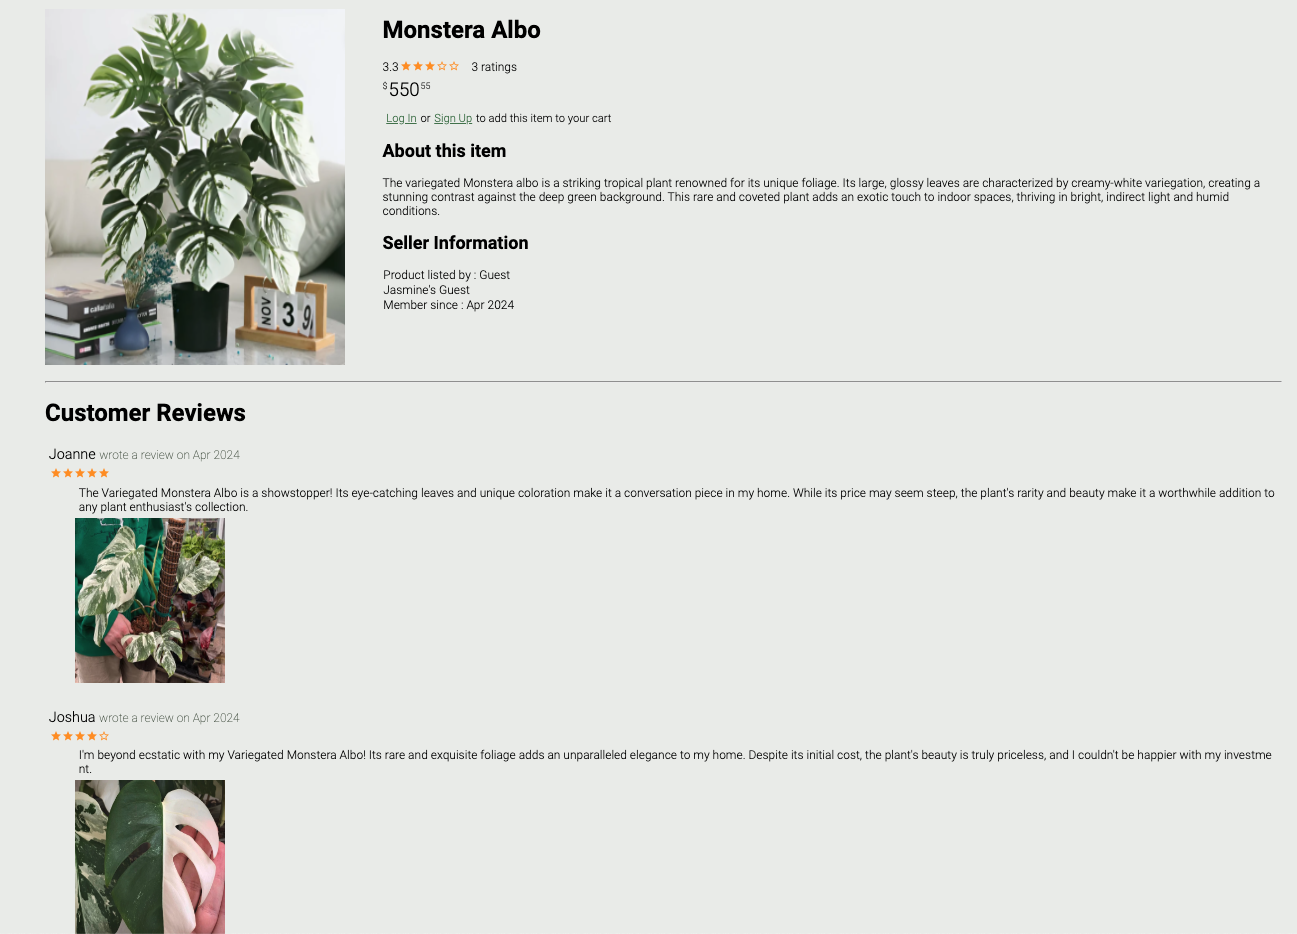 Monstera Albo
3.3 3 ratings
$550 55
Log In or Sign Up to add this item to your cart
About this item
The variegated Monstera albo is a striking tropical plant renowned for its unique foliage. Its large, glossy leaves are characterized by creamy-white variegation, creating a
stunning contrast against the deep green background. This rare and coveted plant adds an exotic touch to indoor spaces, thriving in bright, indirect light and humid
conditions.
Seller Information
Product listed by : Guest
Jasmine's Guest
Member since : Apr 2024
NOV 3 9
Customer Reviews
Joanne wrote a review on Apr 2024
The Variegated Monstera Albo is a showstopper! Its eye-catching leaves and unique coloration make it a conversation piece in my home. While its price may seem steep, the plant's rarity and beauty make it a worthwhile addition to
any plant enthusiast's collection.
Joshua wrote a review on Apr 2024
I'm beyond ecstatic with my Variegated Monstera Albo! Its rare and exquisite foliage adds an unparalleled elegance to my home. Despite its initial cost, the plant's beauty is truly priceless, and I couldn't be happier with my investme
nt.